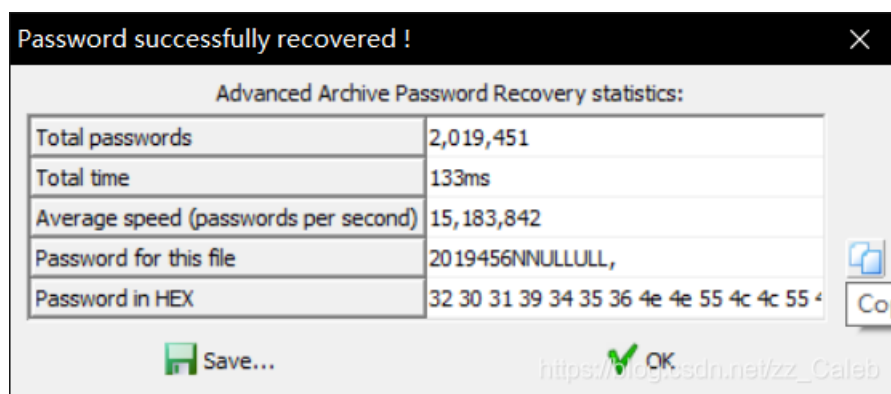 Password successfully recovered !
Advanced Archive Password Recovery statistics:
Total passwords 2,019,451
Total time 133ms
Average speed (passwords per second) 15,183,842
Password for this file 2019456NNULLULL,
Password in HEX 32 30 31 39 34 35 36 4e 4e 55 4c 4c 55 4
Co
Save... OK
https://blog.csdn.net/zz_Caleb